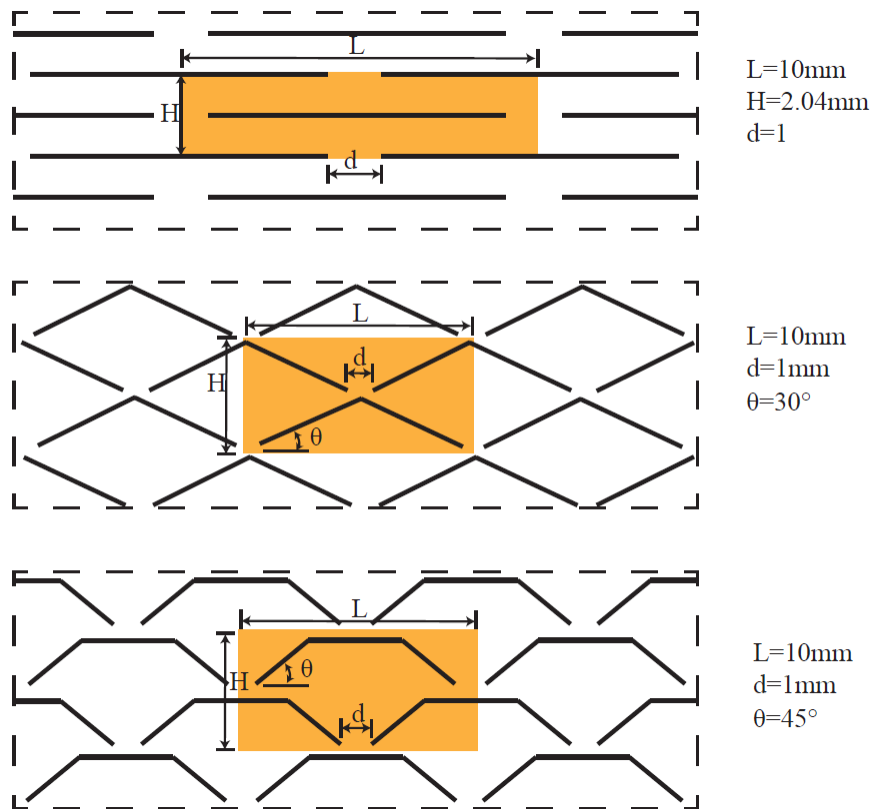 L
H
d
L=10mm
H=2.04mm
d=1
L
d
H
θ
L=10mm
d=1mm
θ=30°
L
θ
H
d
L=10mm
d=1mm
θ=45°